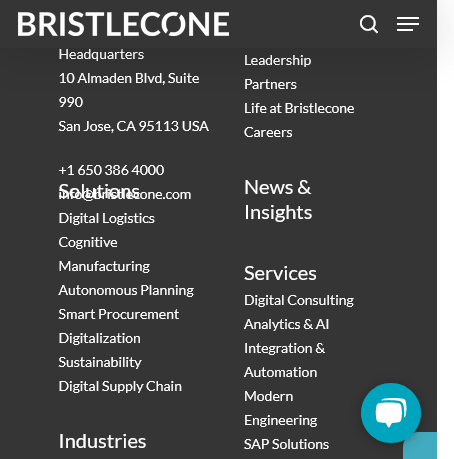 BRISTLECONE
Headquarters
10 Almaden Blvd, Suite
990
San Jose, CA 95113 USA
+1 650 386 4000
info@bristlecone.com
Solutions
Digital Logistics
Cognitive
Manufacturing
Autonomous Planning
Smart Procurement
Digitalization
Sustainability
Digital Supply Chain
Industries
Leadership
Partners
Life at Bristlecone
Careers
News &
Insights
Services
Digital Consulting
Analytics & AI
Integration &
Automation
Modern
Engineering
SAP Solutions